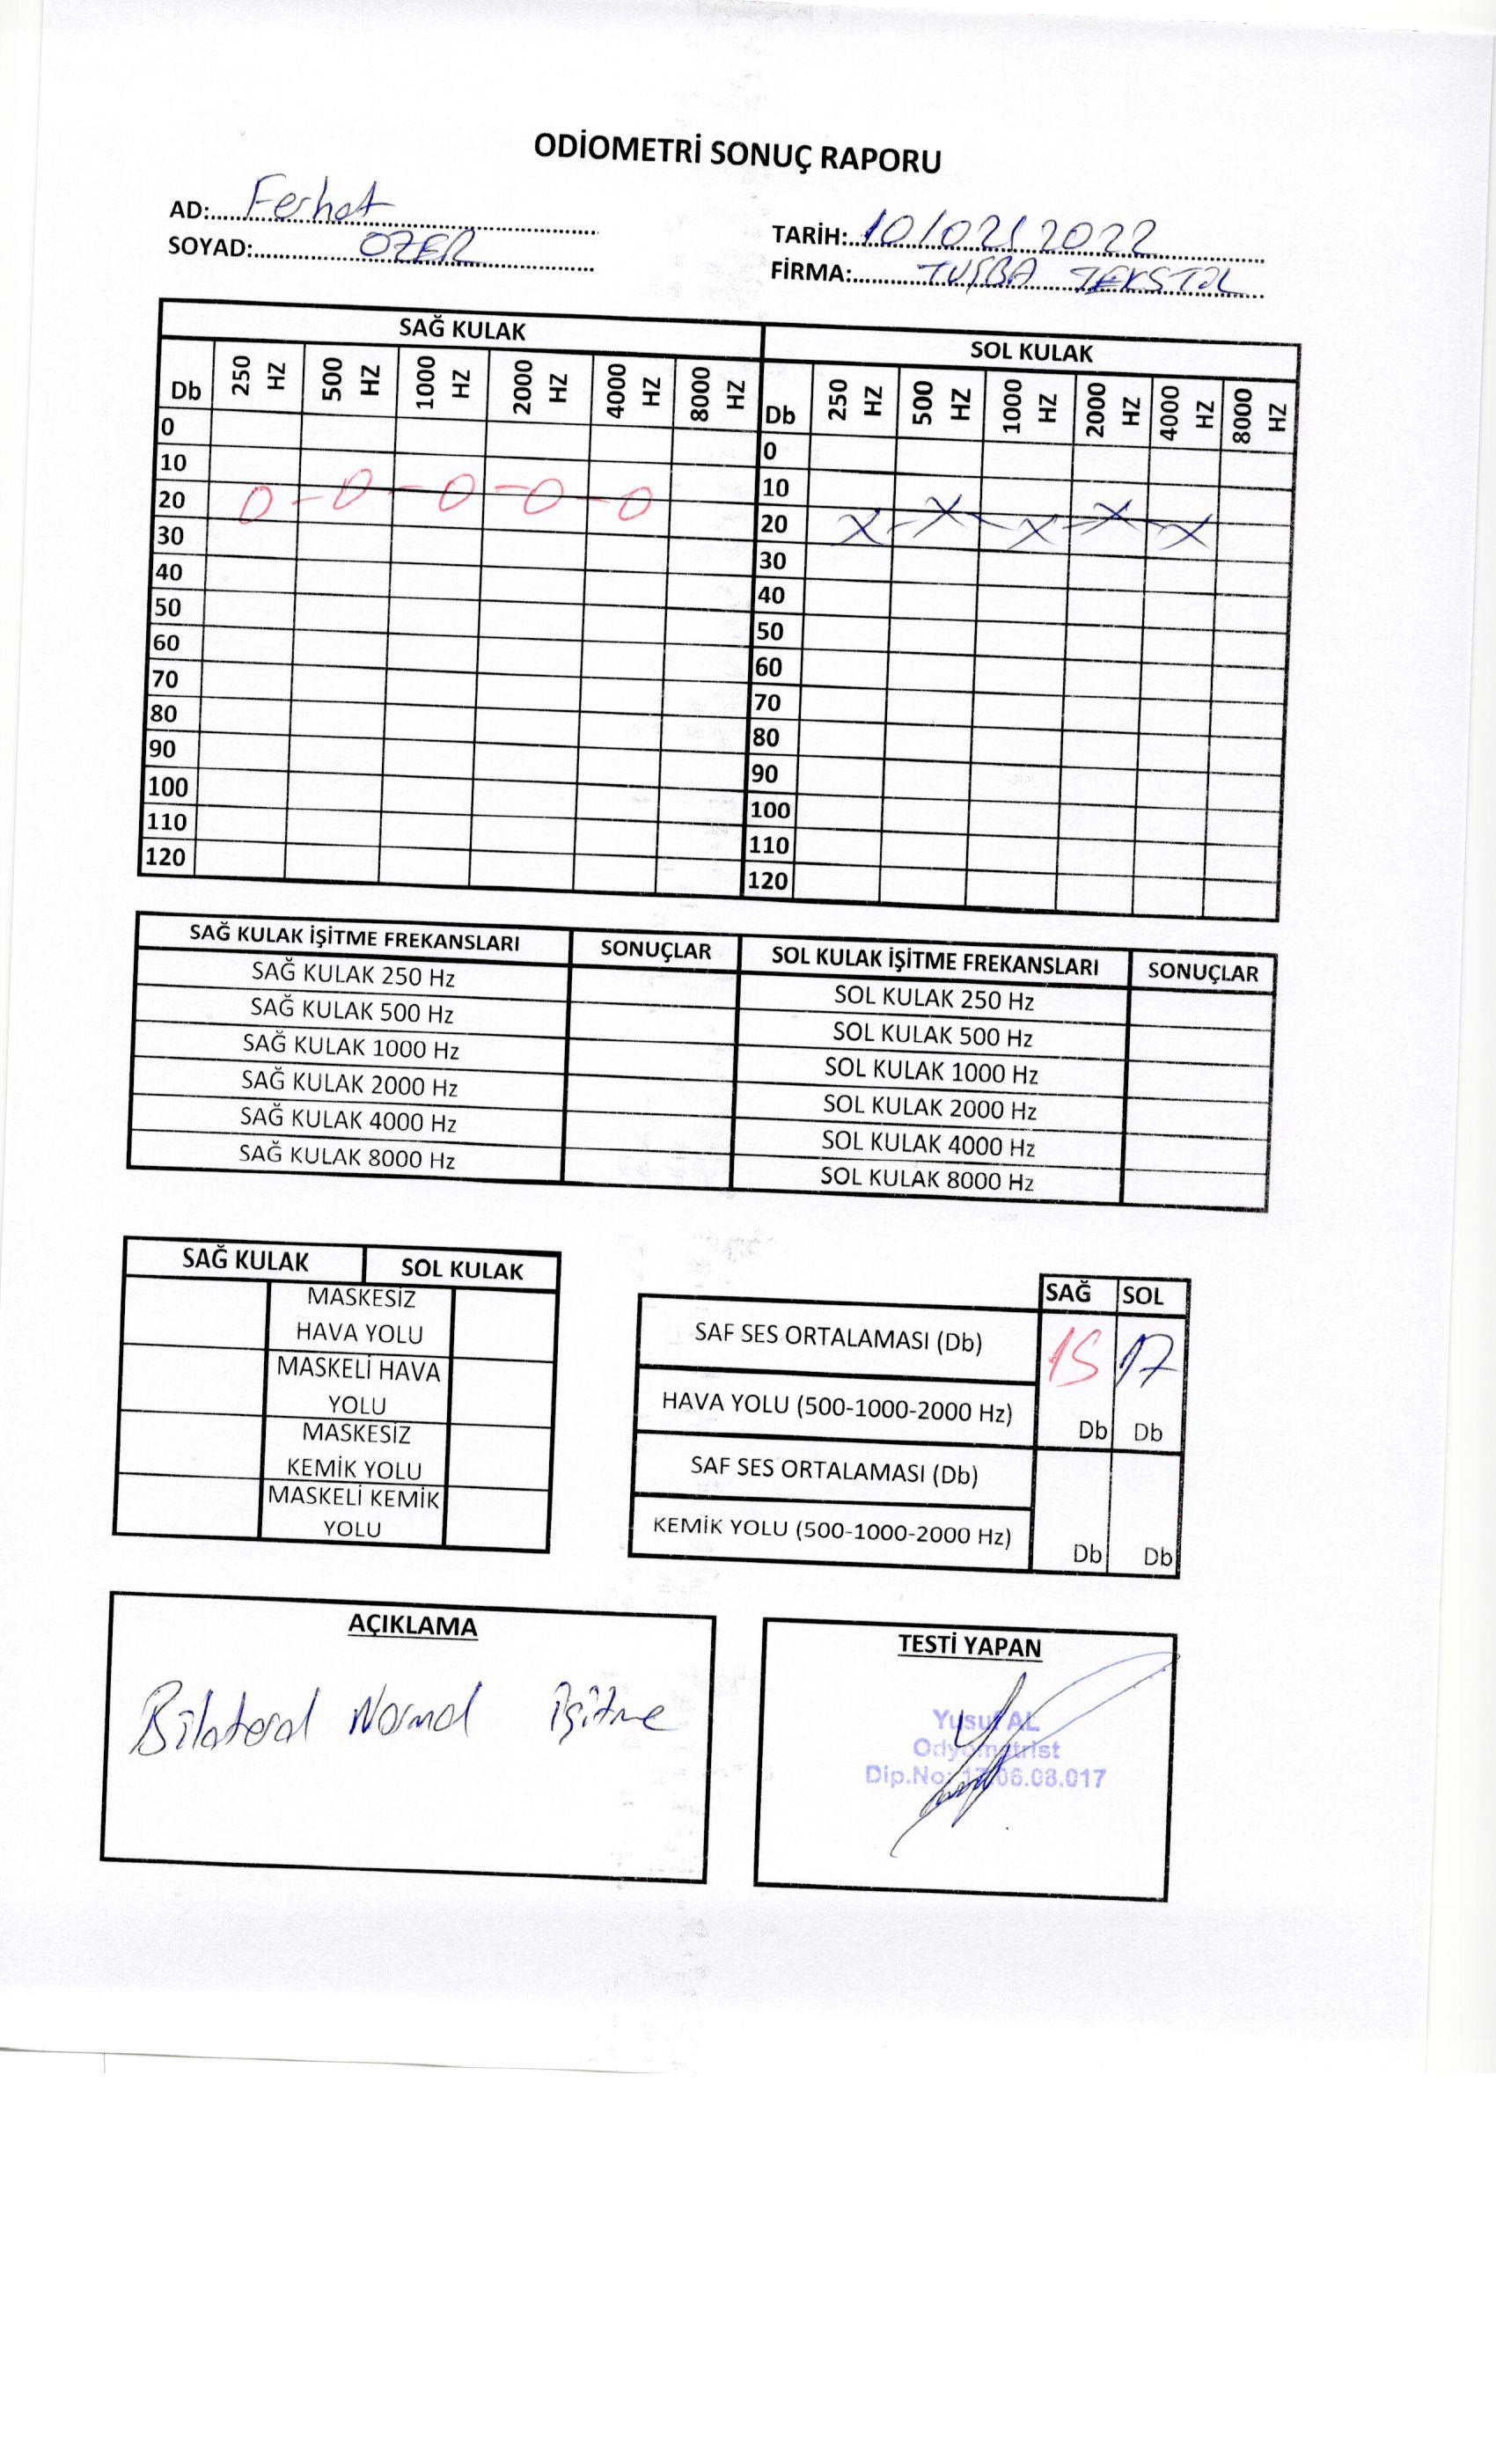 ODİOMETRİ SONUÇ RAPORU
AD: Ferhat
SOYAD: ÖZER
TARİH: 10/02/2022
FİRMA: TUŞBA TEKSTİL
SAĞ KULAK SOL KULAK
Db 250 HZ 500 HZ 1000 HZ 2000 HZ 4000 HZ 8000 HZ Db 250 HZ 500 HZ 1000 HZ 2000 HZ 4000 HZ 8000 HZ
0 0
10 10
20 O-O-O-O-O 20 X-X-X-X-X
30 30
40 40
50 50
60 60
70 70
80 80
90 90
100 100
110 110
120 120
SAĞ KULAK İŞİTME FREKANSLARI SONUÇLAR SOL KULAK İŞİTME FREKANSLARI SONUÇLAR
SAĞ KULAK 250 Hz SOL KULAK 250 Hz
SAĞ KULAK 500 Hz SOL KULAK 500 Hz
SAĞ KULAK 1000 Hz SOL KULAK 1000 Hz
SAĞ KULAK 2000 Hz SOL KULAK 2000 Hz
SAĞ KULAK 4000 Hz SOL KULAK 4000 Hz
SAĞ KULAK 8000 Hz SOL KULAK 8000 Hz
SAĞ KULAK SOL KULAK
MASKESİZ
HAVA YOLU
MASKELİ HAVA
YOLU
MASKESİZ
KEMİK YOLU
MASKELİ KEMİK
YOLU
SAĞ SOL
SAF SES ORTALAMASI (Db) 15 17
HAVA YOLU (500-1000-2000 Hz) Db Db
SAF SES ORTALAMASI (Db)
KEMİK YOLU (500-1000-2000 Hz) Db Db
AÇIKLAMA
Bilateral Normal işitme
TESTİ YAPAN
Yusuf AL
Odyometrist
Dip.No: 17.06.08.017